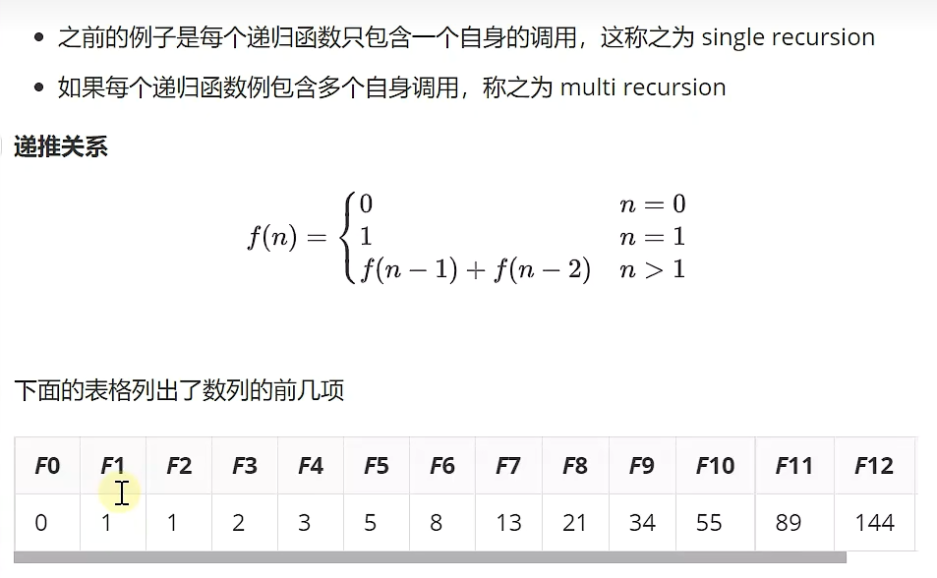 之前的例子是每个递归函数只包含一个自身的调用，这称之为 single recursion
如果每个递归函数例包含多个自身调用，称之为 multi recursion
递推关系
0 n = 0
f(n) = { 1 n = 1
f(n − 1) + f(n − 2) n > 1
下面的表格列出了数列的前几项
F0 F1 F2 F3 F4 F5 F6 F7 F8 F9 F10 F11 F12
0 1 1 2 3 5 8 13 21 34 55 89 144